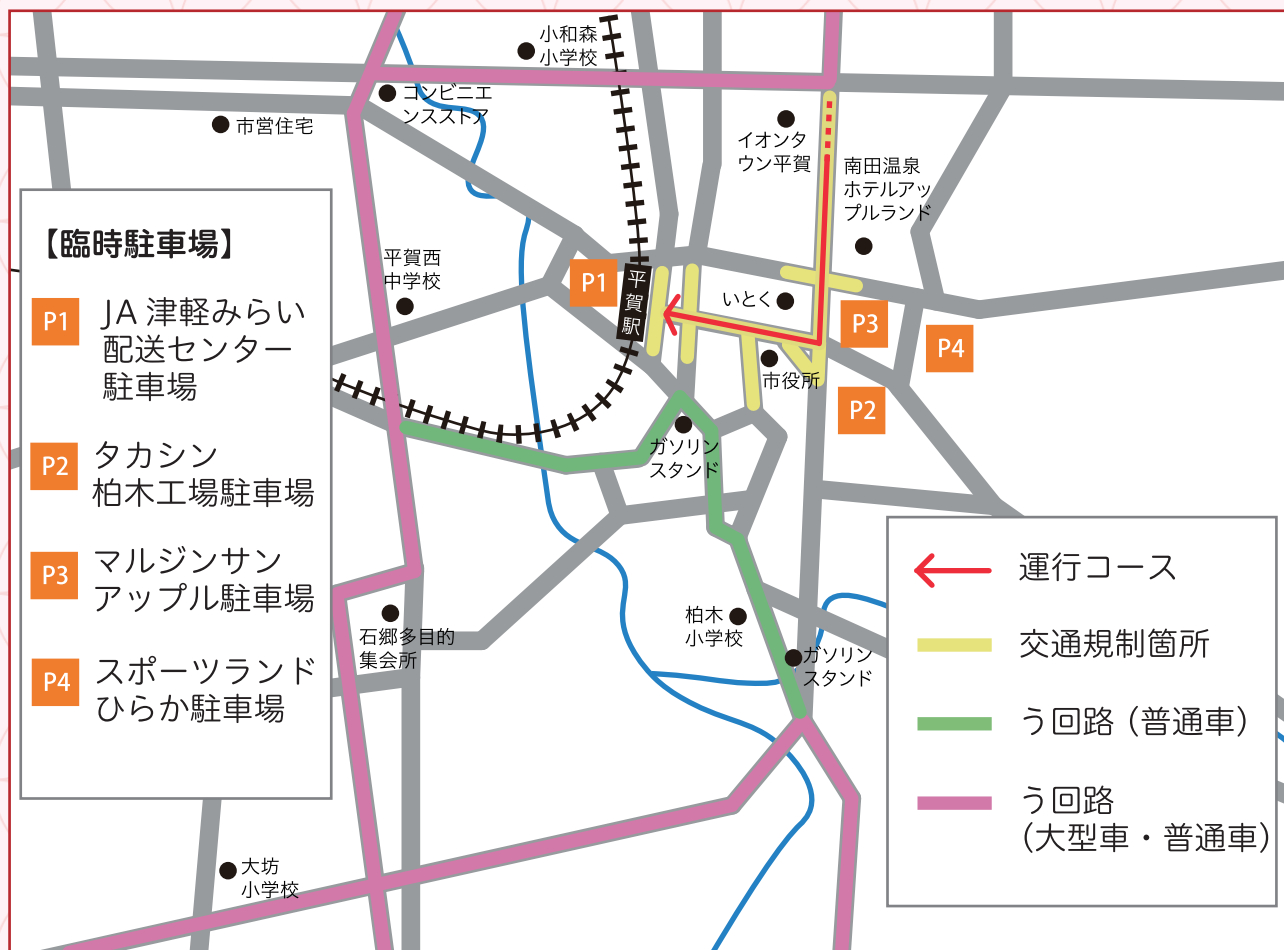 小和森
小学校
コンビニエ
ンスストア
市営住宅
イオンタ
ウン平賀
南田温泉
ホテルアッ
プルランド
平賀西
中学校
P1
平賀駅
いとく
P3
P4
市役所
P2
ガソリン
スタンド
柏木
小学校
ガソリン
スタンド
石郷多目的
集会所
大坊
小学校
【臨時駐車場】
P1
JA 津軽みらい
配送センター
駐車場
P2
タカシン
柏木工場駐車場
P3
マルジンサン
アップル駐車場
P4
スポーツランド
ひらか駐車場
運行コース
交通規制箇所
う回路（普通車）
う回路
（大型車・普通車）